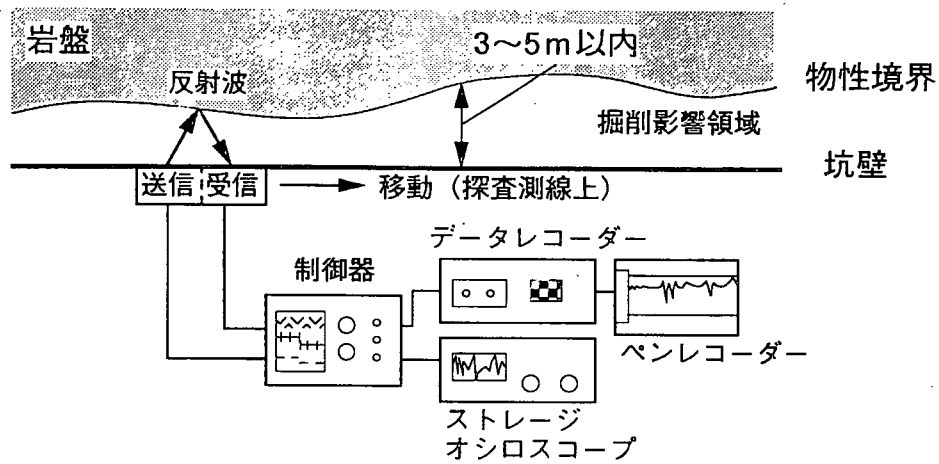 岩盤
3～5m以内
反射波
物性境界
掘削影響領域
坑壁
送信 受信
移動（探査測線上）
データレコーダー
制御器
ペンレコーダー
ストレージ
オシロスコープ